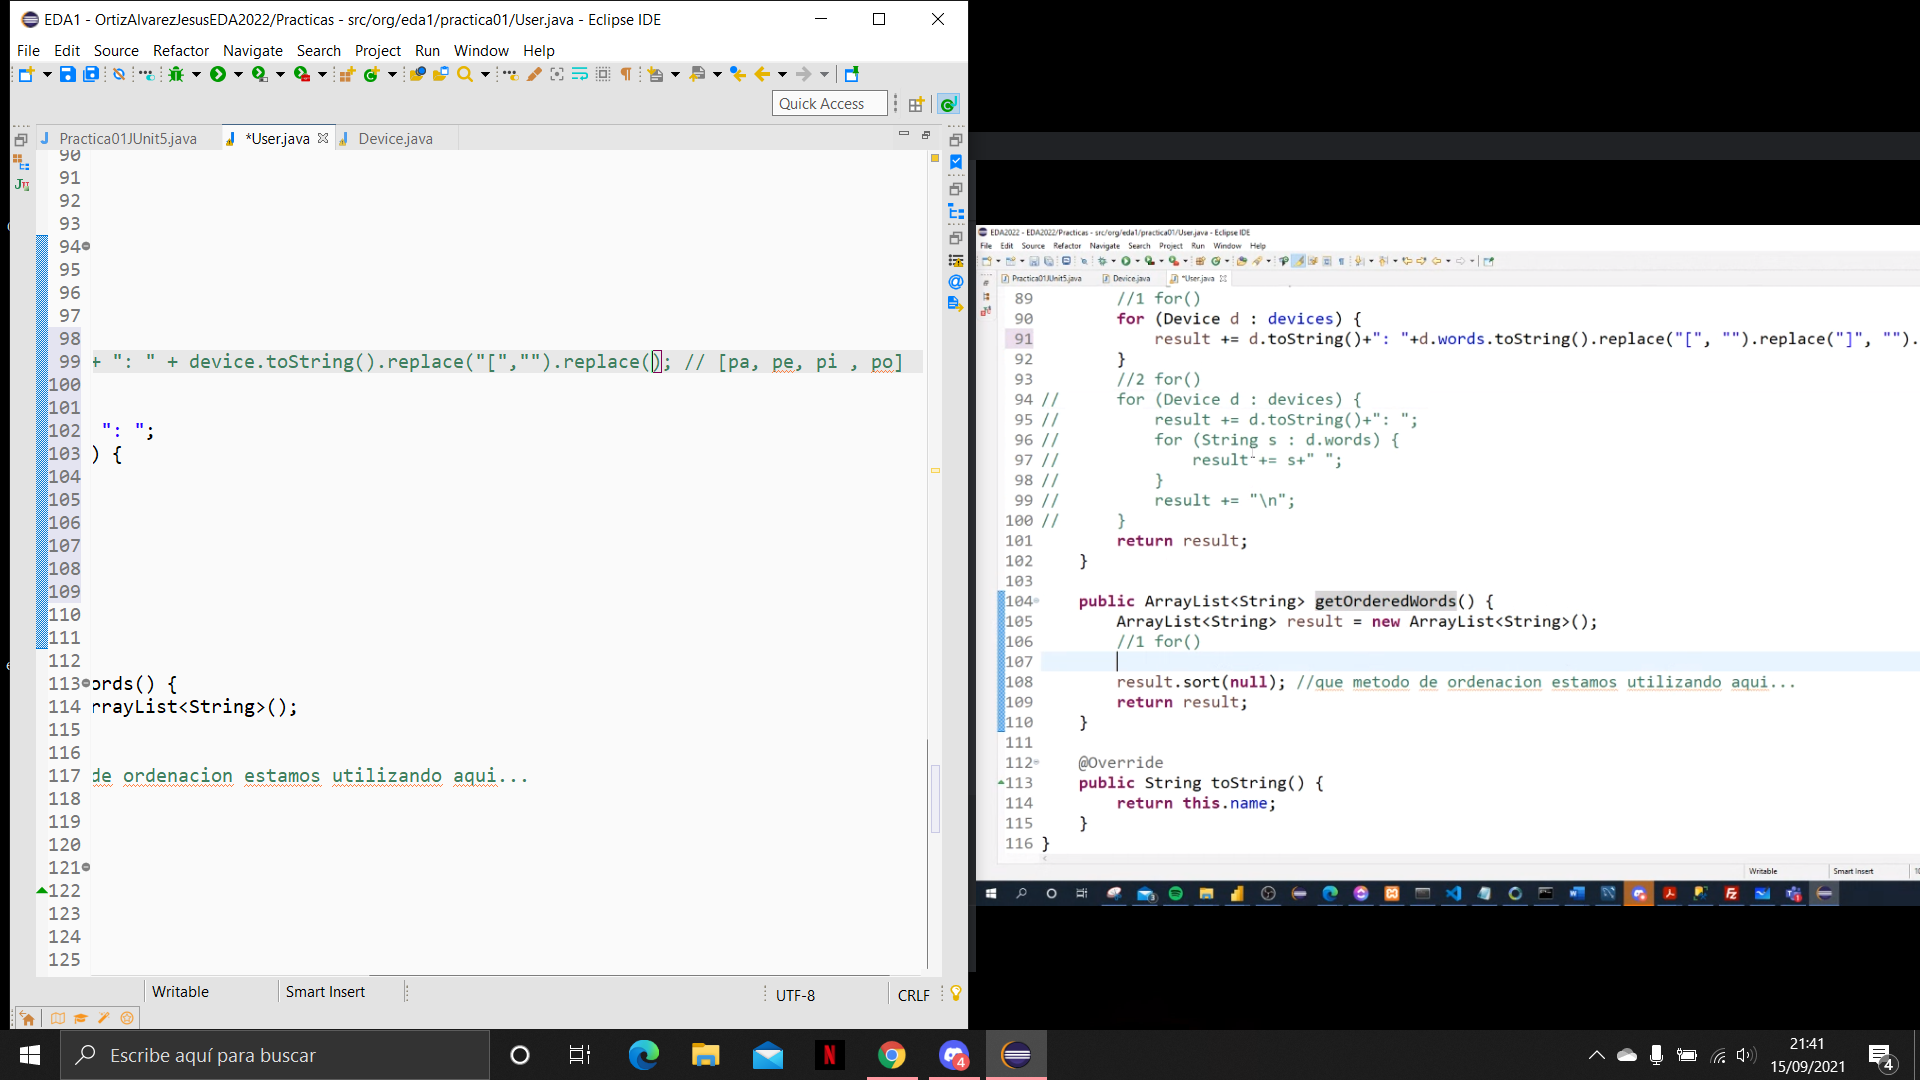 EDA1 - OrtizAlvarezJesusEDA2022/Practicas - src/org/eda1/practica01/User.java - Eclipse IDE
File Edit Source Refactor Navigate Search Project Run Window Help
Quick Access
Practica01JUnit5.java *User.java Device.java
90
91
92
93
94
95
96
97
98
99 + ": " + device.toString().replace("[","").replace(); // [pa, pe, pi , po]
100
101
102 ": ";
103 ) {
104
105
106
107
108
109
110
111
112
113 ords() {
114 rrayList<String>();
115
116
117 de ordenacion estamos utilizando aqui...
118
119
120
121
122
123
124
125
Writable Smart Insert UTF-8 CRLF
EDA2022 - EDA2022/Practicas - src/org/eda1/practica01/User.java - Eclipse IDE
File Edit Source Refactor Navigate Search Project Run Window Help
Practica01JUnit5.java Device.java *User.java
89 //1 for()
90 for (Device d : devices) {
91 result += d.toString()+": "+d.words.toString().replace("[", "").replace("]", "").
92 }
93 //2 for()
94 // for (Device d : devices) {
95 // result += d.toString()+": ";
96 // for (String s : d.words) {
97 // result += s+" ";
98 // }
99 // result += "\n";
100 // }
101 return result;
102 }
103
104 public ArrayList<String> getOrderedWords() {
105 ArrayList<String> result = new ArrayList<String>();
106 //1 for()
107
108 result.sort(null); //que metodo de ordenacion estamos utilizando aqui...
109 return result;
110 }
111
112 @Override
113 public String toString() {
114 return this.name;
115 }
116 }
Writable Smart Insert
Escribe aquí para buscar
4
21:41
15/09/2021
4